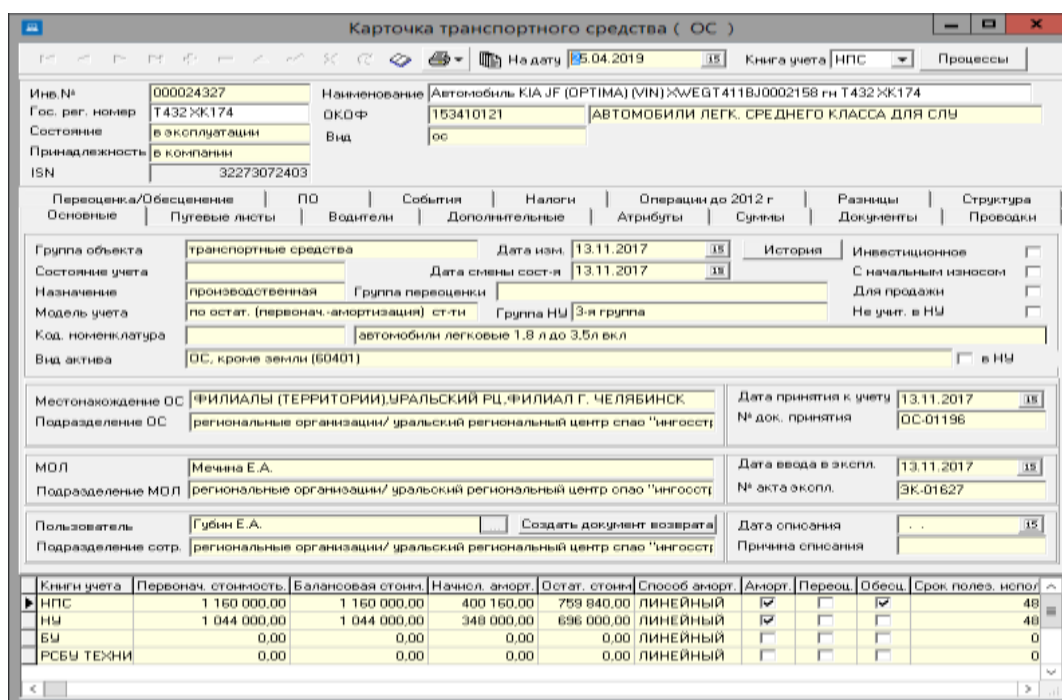 Карточка транспортного средства ( ОС )
На дату 25.04.2019 15 Книга учета НПС Процессы
Инв.№ 000024327 Наименование Автомобиль KIA JF (OPTIMA) (VIN) XWEGT411BJ0002158 гн Т432ХК174
Гос. рег. номер Т432ХК174 ОКОФ 153410121 АВТОМОБИЛИ ЛЕГК. СРЕДНЕГО КЛАССА ДЛЯ СЛУ
Состояние в эксплуатации Вид ос
Принадлежность в компании
ISN 32273072403
Переоценка/Обесценение ПО События Налоги Операции до 2012 г Разницы Структура
Основные Путевые листы Водители Дополнительные Атрибуты Суммы Документы Проводки
Группа объекта транспортные средства Дата изм. 13.11.2017 15 История Инвестиционное
Состояние учета Дата смены сост-я 13.11.2017 15 С начальным износом
Назначение производственная Группа переоценки Для продажи
Модель учета по остат. (первонач.-амортизация) ст-ти Группа НУ 3-я группа Не учит. в НУ
Код. номенклатура автомобили легковые 1.8 л до 3.5л вкл
Вид актива ОС, кроме земли (60401) в НУ
Местонахождение ОС ФИЛИАЛЫ (ТЕРРИТОРИИ),УРАЛЬСКИЙ РЦ,ФИЛИАЛ Г. ЧЕЛЯБИНСК Дата принятия к учету 13.11.2017 15
Подразделение ОС региональные организации/ уральский региональный центр спао "ингосстр № док. принятия ОС-01196
МОЛ Мечина Е.А. Дата ввода в экспл. 13.11.2017 15
Подразделение МОЛ региональные организации/ уральский региональный центр спао "ингосстр № акта экспл. ЭК-01627
Пользователь Губин Е.А. ... Создать документ возврата Дата списания . . 15
Подразделение сотр. региональные организации/ уральский региональный центр спао "ингосстр Причина списания
Книги учета Первонач. стоимость. Балансовая стоим. Начисл. аморт. Остат. стоим Способ аморт. Аморт. Переоц. Обесц. Срок полез. испол
НПС 1 160 000,00 1 160 000,00 400 160,00 759 840,00 ЛИНЕЙНЫЙ 48
НУ 1 044 000,00 1 044 000,00 348 000,00 696 000,00 ЛИНЕЙНЫЙ 48
БУ 0,00 0,00 0,00 0,00 ЛИНЕЙНЫЙ 0
РСБУ ТЕХНИ 0,00 0,00 0,00 0,00 ЛИНЕЙНЫЙ 0